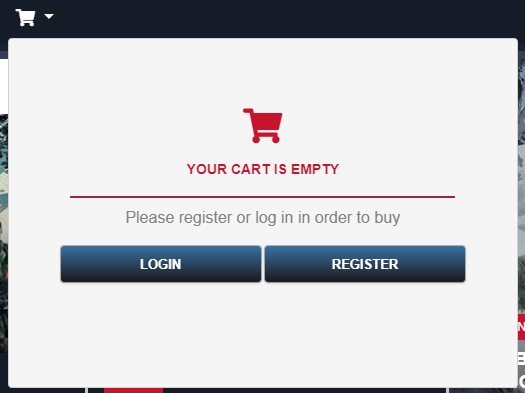 YOUR CART IS EMPTY
Please register or log in in order to buy
LOGIN REGISTER